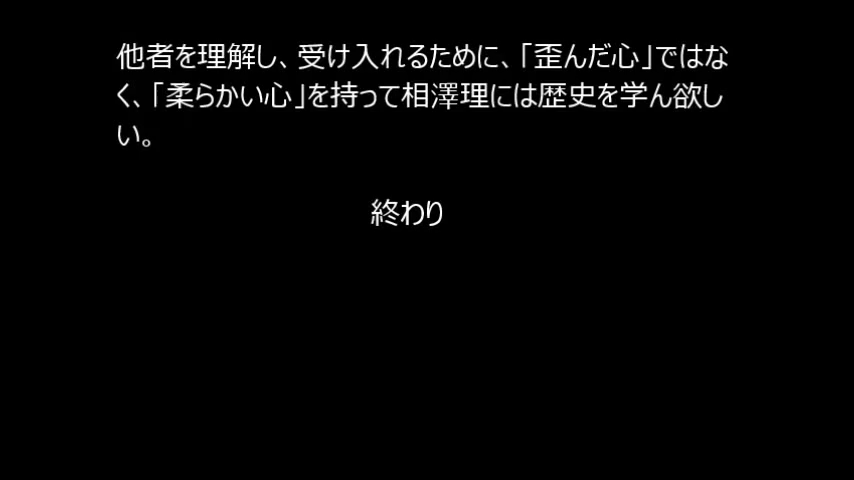 他者を理解し、受け入れるために、「歪んだ心」ではな
く、「柔らかい心」を持って相澤理には歴史を学ん欲し
い。
終わり